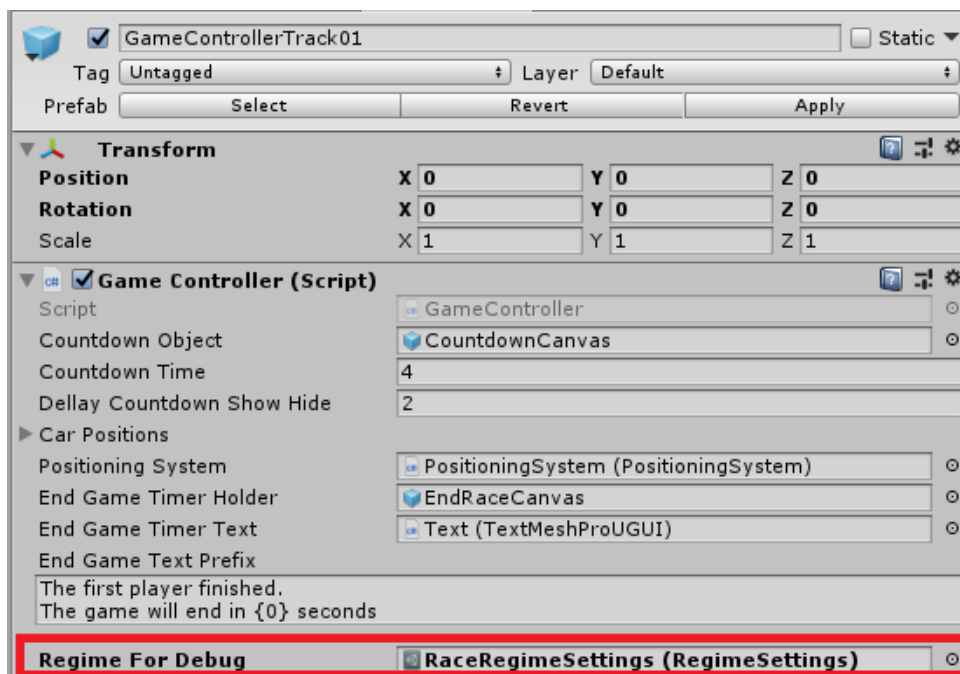 GameControllerTrack01 Static
Tag Untagged Layer Default
Prefab Select Revert Apply
Transform
Position X 0 Y 0 Z 0
Rotation X 0 Y 0 Z 0
Scale X 1 Y 1 Z 1
c# Game Controller (Script)
Script GameController
Countdown Object CountdownCanvas
Countdown Time 4
Dellay Countdown Show Hide 2
Car Positions
Positioning System PositioningSystem (PositioningSystem)
End Game Timer Holder EndRaceCanvas
End Game Timer Text Text (TextMeshProUGUI)
End Game Text Prefix
The first player finished.
The game will end in {0} seconds
Regime For Debug RaceRegimeSettings (RegimeSettings)